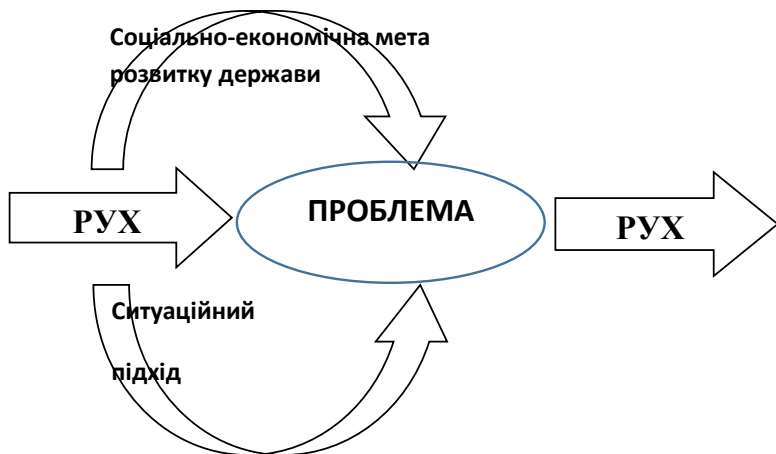 Соціально-економічна мета
розвитку держави
РУХ
ПРОБЛЕМА
РУХ
Ситуаційний
підхід